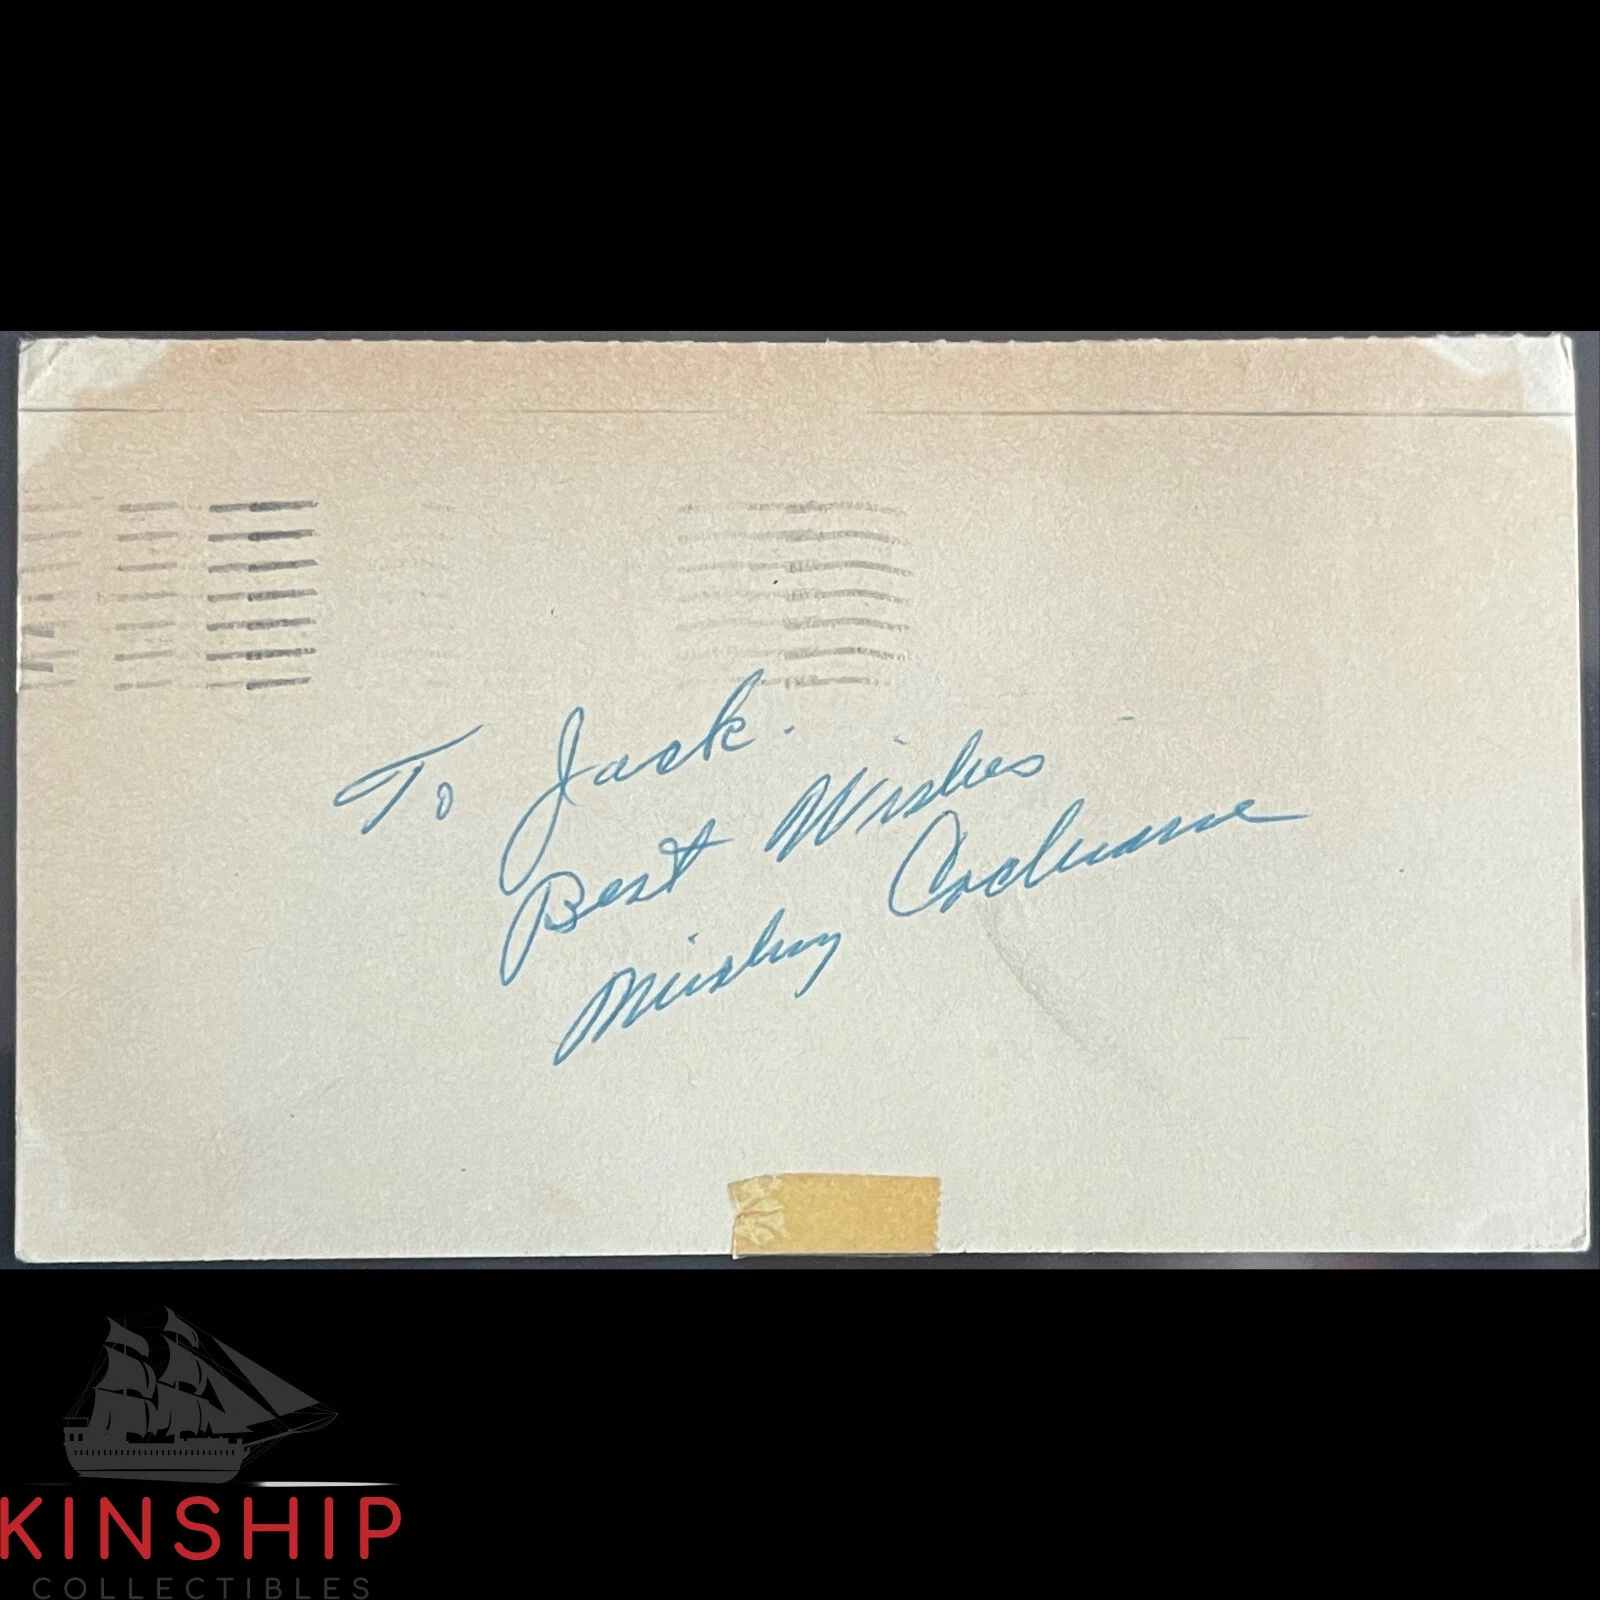 To Jack.
Best Wishes
Mickey Cochrane
KINSHIP
COLLECTIBLES